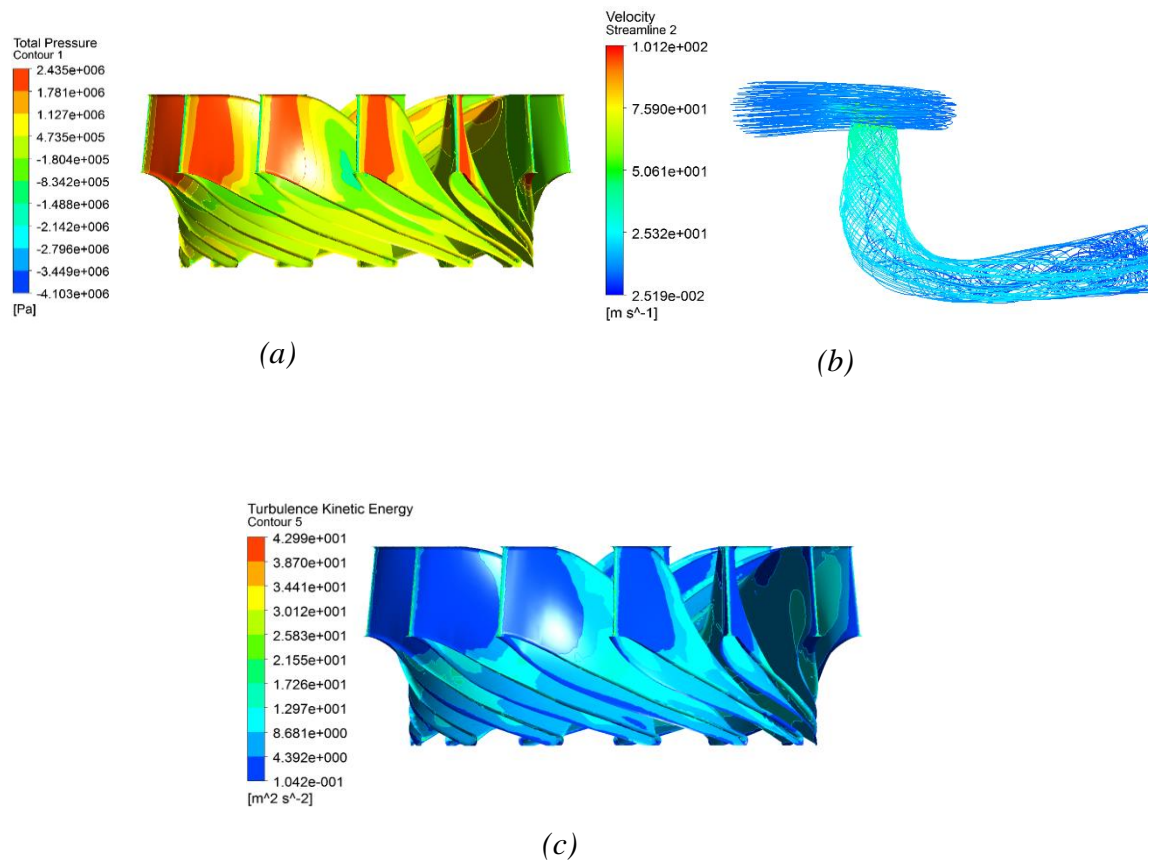 Total Pressure
Contour 1
2.435e+006
1.781e+006
1.127e+006
4.735e+005
-1.804e+005
-8.342e+005
-1.488e+006
-2.142e+006
-2.796e+006
-3.449e+006
-4.103e+006
[Pa]
(a)
Velocity
Streamline 2
1.012e+002
7.590e+001
5.061e+001
2.532e+001
2.519e-002
[m s^-1]
(b)
Turbulence Kinetic Energy
Contour 5
4.299e+001
3.870e+001
3.441e+001
3.012e+001
2.583e+001
2.155e+001
1.726e+001
1.297e+001
8.681e+000
4.392e+000
1.042e-001
[m^2 s^-2]
(c)